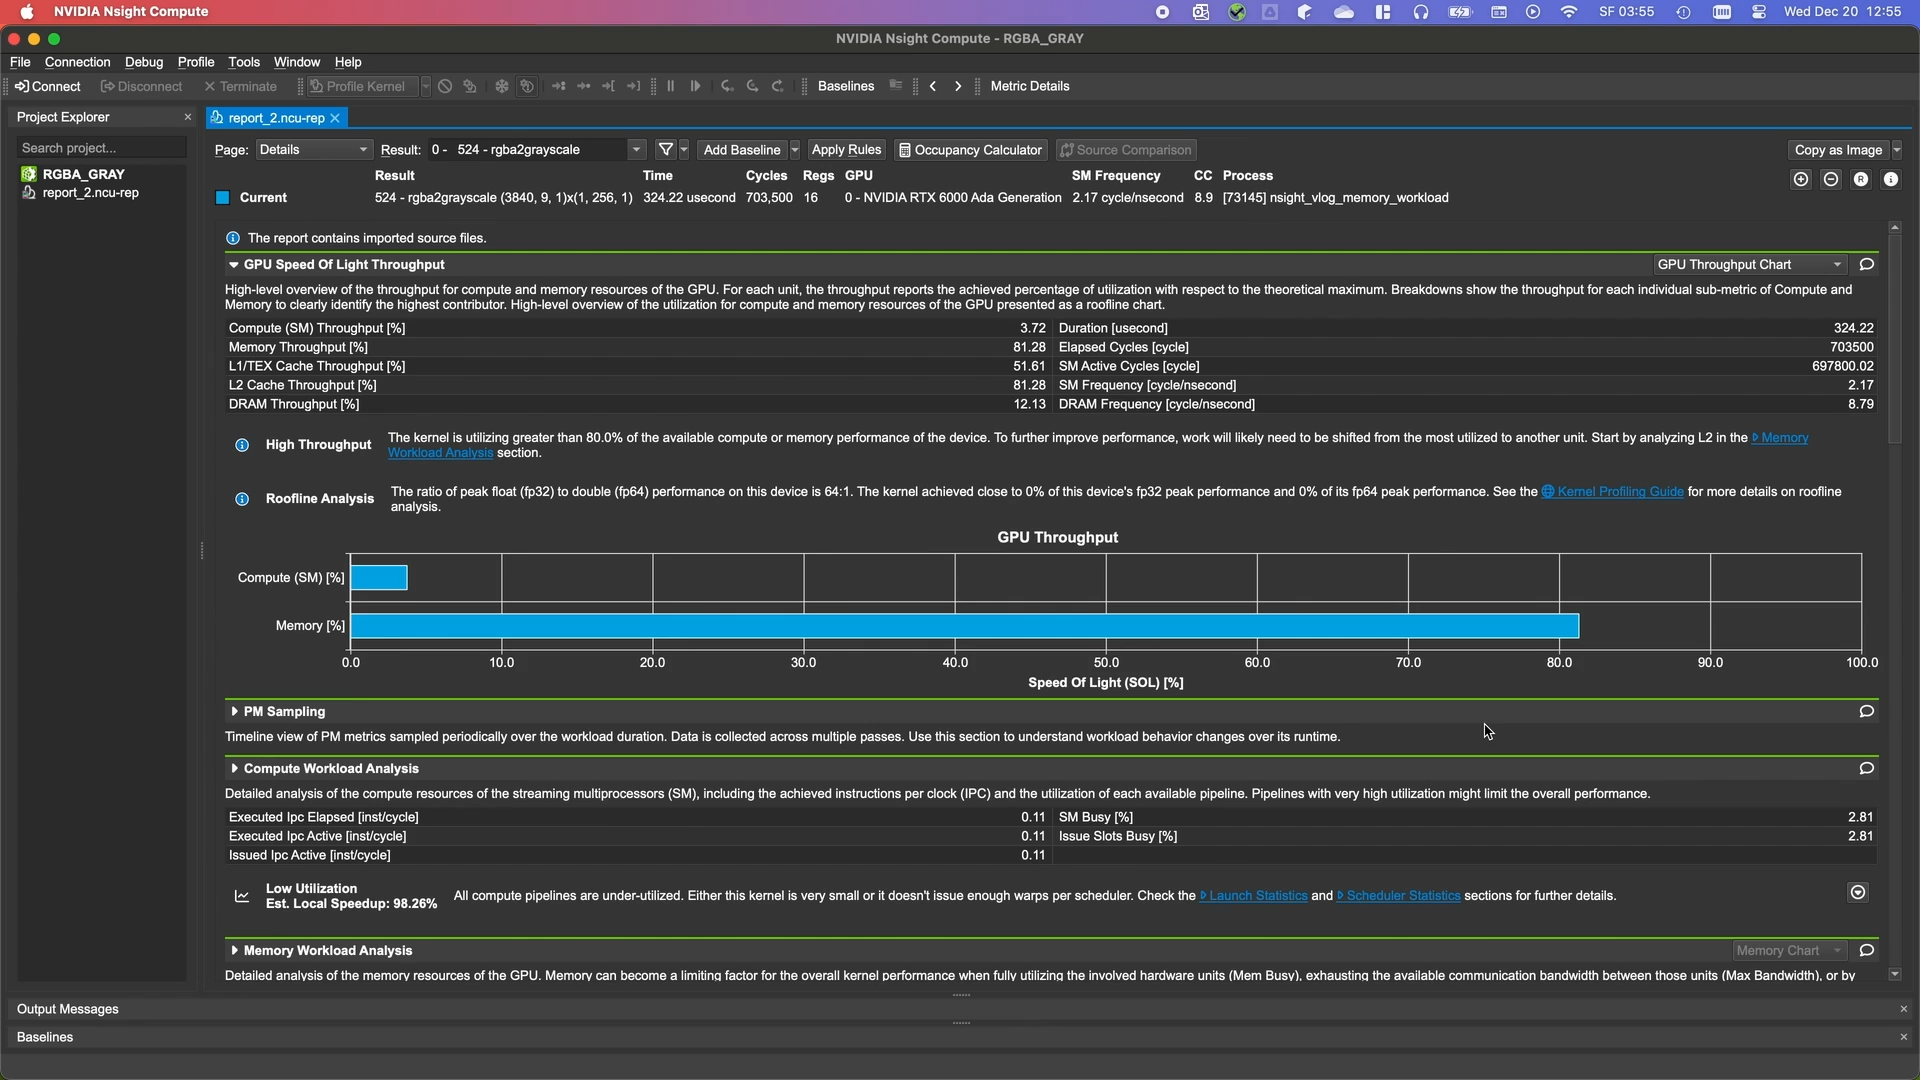 NVIDIA Nsight Compute
SF 03:55
Wed Dec 20 12:55
NVIDIA Nsight Compute - RGBA_GRAY
File Connection Debug Profile Tools Window Help
Connect Disconnect Terminate Profile Kernel Baselines Metric Details
Project Explorer
Search project...
RGBA_GRAY
report_2.ncu-rep
report_2.ncu-rep
Page: Details Result: 0 - 524 - rgba2grayscale Add Baseline Apply Rules Occupancy Calculator Source Comparison Copy as Image
Result Time Cycles Regs GPU SM Frequency CC Process
Current 524 - rgba2grayscale (3840, 9, 1)x(1, 256, 1) 324.22 usecond 703,500 16 0 - NVIDIA RTX 6000 Ada Generation 2.17 cycle/nsecond 8.9 [73145] nsight_vlog_memory_workload
The report contains imported source files.
GPU Speed Of Light Throughput GPU Throughput Chart
High-level overview of the throughput for compute and memory resources of the GPU. For each unit, the throughput reports the achieved percentage of utilization with respect to the theoretical maximum. Breakdowns show the throughput for each individual sub-metric of Compute and
Memory to clearly identify the highest contributor. High-level overview of the utilization for compute and memory resources of the GPU presented as a roofline chart.
Compute (SM) Throughput [%] 3.72 Duration [usecond] 324.22
Memory Throughput [%] 81.28 Elapsed Cycles [cycle] 703500
L1/TEX Cache Throughput [%] 51.61 SM Active Cycles [cycle] 697800.02
L2 Cache Throughput [%] 81.28 SM Frequency [cycle/nsecond] 2.17
DRAM Throughput [%] 12.13 DRAM Frequency [cycle/nsecond] 8.79
High Throughput The kernel is utilizing greater than 80.0% of the available compute or memory performance of the device. To further improve performance, work will likely need to be shifted from the most utilized to another unit. Start by analyzing L2 in the Memory
Workload Analysis section.
Roofline Analysis The ratio of peak float (fp32) to double (fp64) performance on this device is 64:1. The kernel achieved close to 0% of this device's fp32 peak performance and 0% of its fp64 peak performance. See the Kernel Profiling Guide for more details on roofline
analysis.
GPU Throughput
Compute (SM) [%]
Memory [%]
0.0 10.0 20.0 30.0 40.0 50.0 60.0 70.0 80.0 90.0 100.0
Speed Of Light (SOL) [%]
PM Sampling
Timeline view of PM metrics sampled periodically over the workload duration. Data is collected across multiple passes. Use this section to understand workload behavior changes over its runtime.
Compute Workload Analysis
Detailed analysis of the compute resources of the streaming multiprocessors (SM), including the achieved instructions per clock (IPC) and the utilization of each available pipeline. Pipelines with very high utilization might limit the overall performance.
Executed Ipc Elapsed [inst/cycle] 0.11 SM Busy [%] 2.81
Executed Ipc Active [inst/cycle] 0.11 Issue Slots Busy [%] 2.81
Issued Ipc Active [inst/cycle] 0.11
Low Utilization
Est. Local Speedup: 98.26%
All compute pipelines are under-utilized. Either this kernel is very small or it doesn't issue enough warps per scheduler. Check the Launch Statistics and Scheduler Statistics sections for further details.
Memory Workload Analysis Memory Chart
Detailed analysis of the memory resources of the GPU. Memory can become a limiting factor for the overall kernel performance when fully utilizing the involved hardware units (Mem Busy), exhausting the available communication bandwidth between those units (Max Bandwidth), or by
Output Messages
Baselines